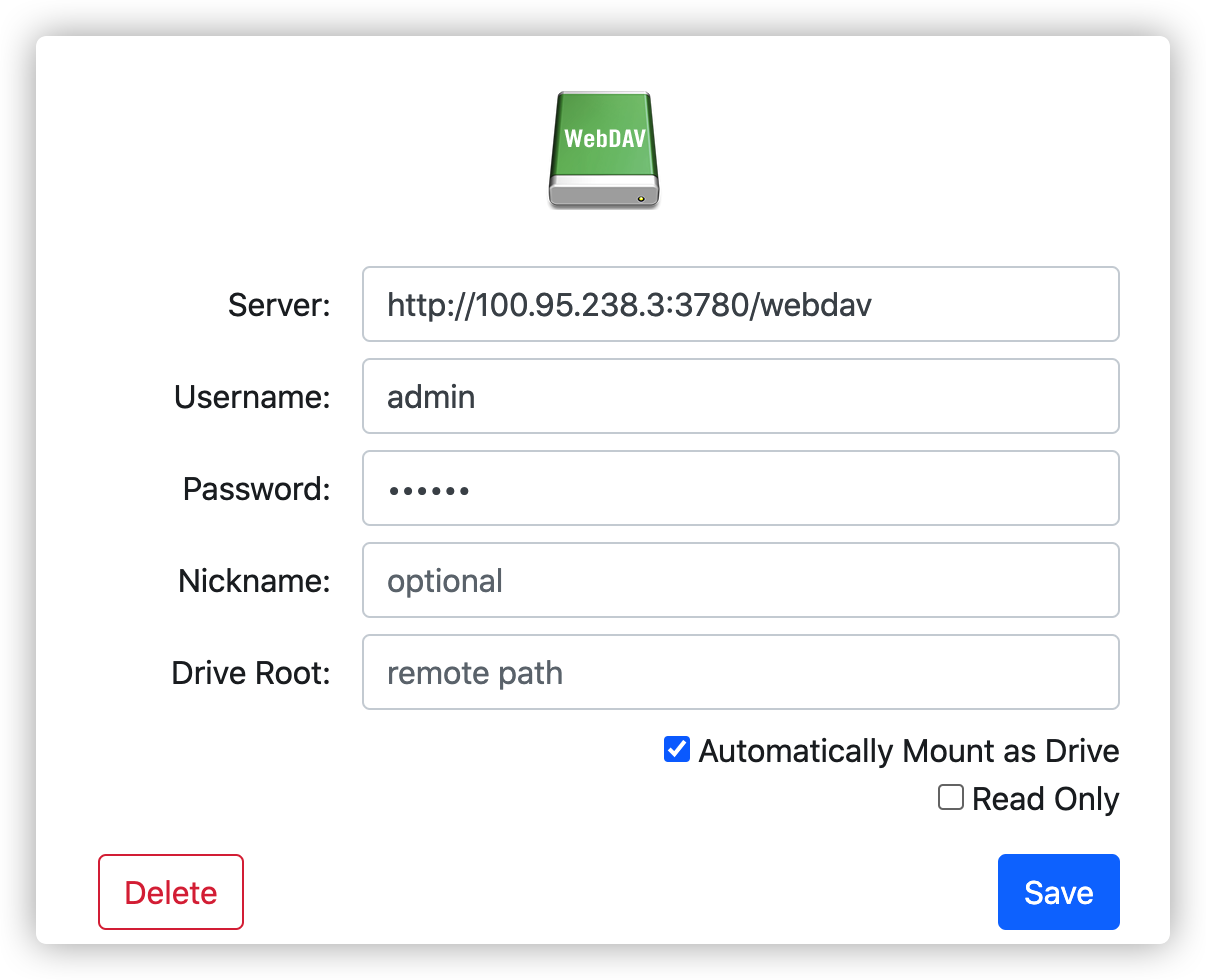 WebDAV
Server: http://100.95.238.3:3780/webdav
Username: admin
Password: ••••••
Nickname: optional
Drive Root: remote path
Automatically Mount as Drive
Read Only
Delete Save